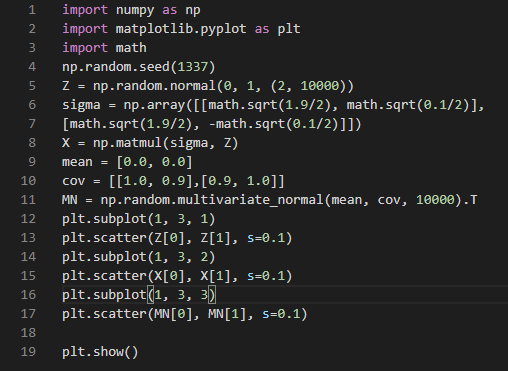 1 import numpy as np
2 import matplotlib.pyplot as plt
3 import math
4 np.random.seed(1337)
5 Z = np.random.normal(0, 1, (2, 10000))
6 sigma = np.array([[math.sqrt(1.9/2), math.sqrt(0.1/2)],
7 [math.sqrt(1.9/2), -math.sqrt(0.1/2)]])
8 X = np.matmul(sigma, Z)
9 mean = [0.0, 0.0]
10 cov = [[1.0, 0.9],[0.9, 1.0]]
11 MN = np.random.multivariate_normal(mean, cov, 10000).T
12 plt.subplot(1, 3, 1)
13 plt.scatter(Z[0], Z[1], s=0.1)
14 plt.subplot(1, 3, 2)
15 plt.scatter(X[0], X[1], s=0.1)
16 plt.subplot(1, 3, 3)
17 plt.scatter(MN[0], MN[1], s=0.1)
18
19 plt.show()